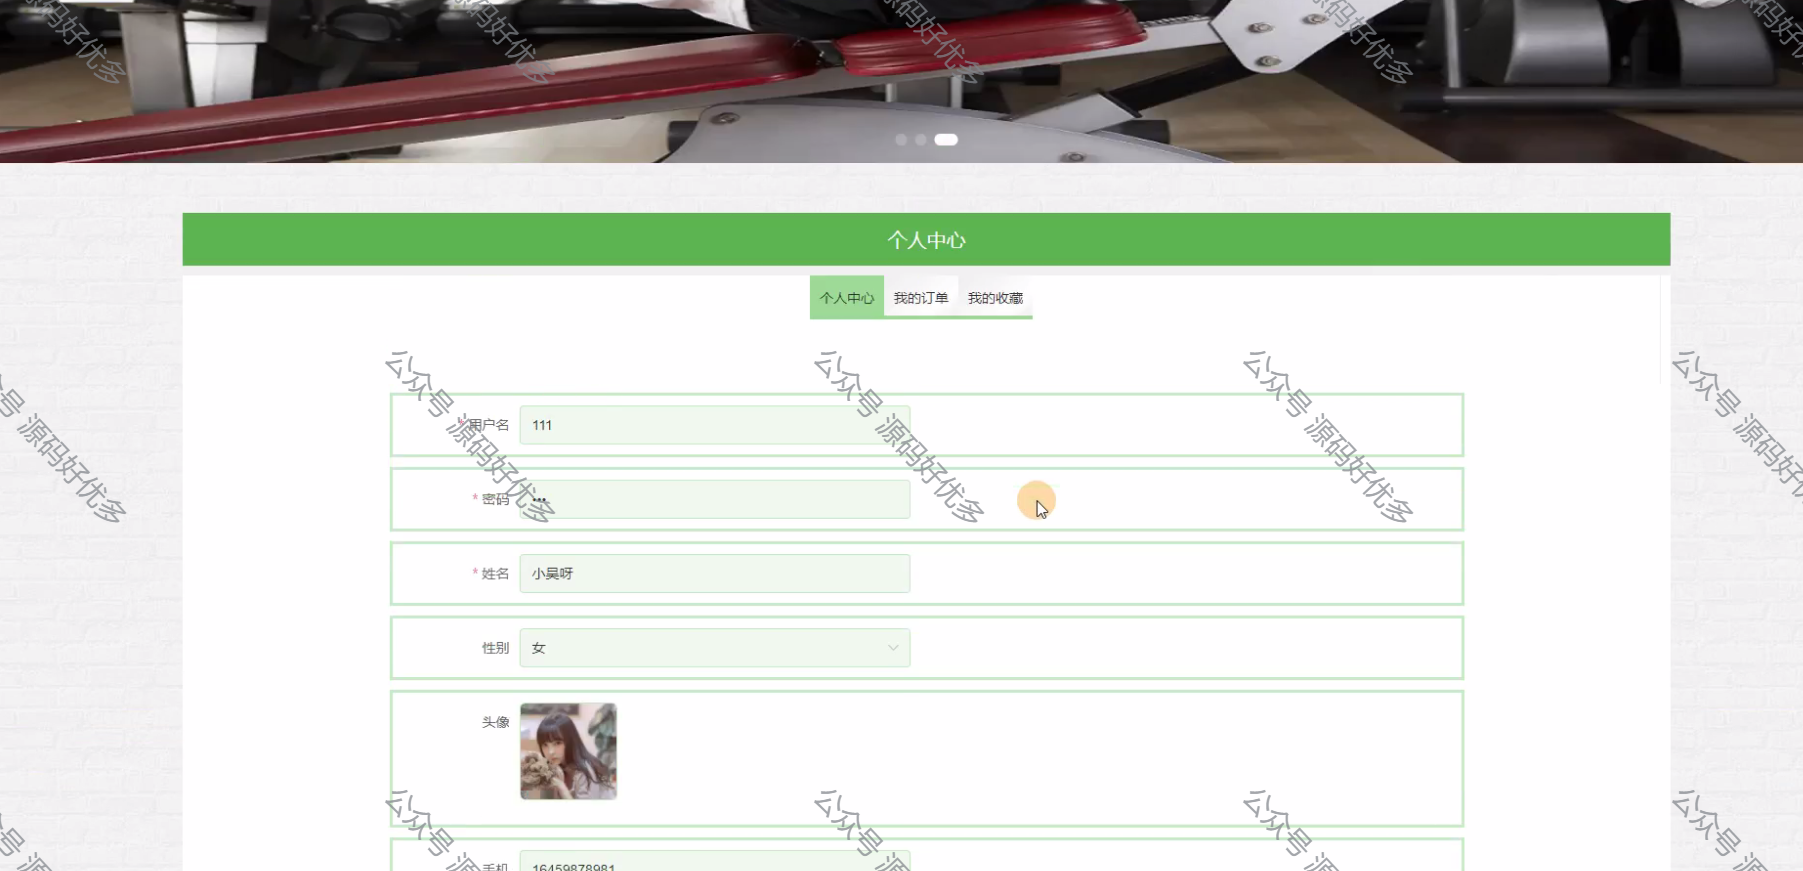 个人中心
个人中心 我的订单 我的收藏
* 用户名 111
* 密码 •••
* 姓名 小昊呀
性别 女
头像
手机 16459878981
公众号 源码好优多